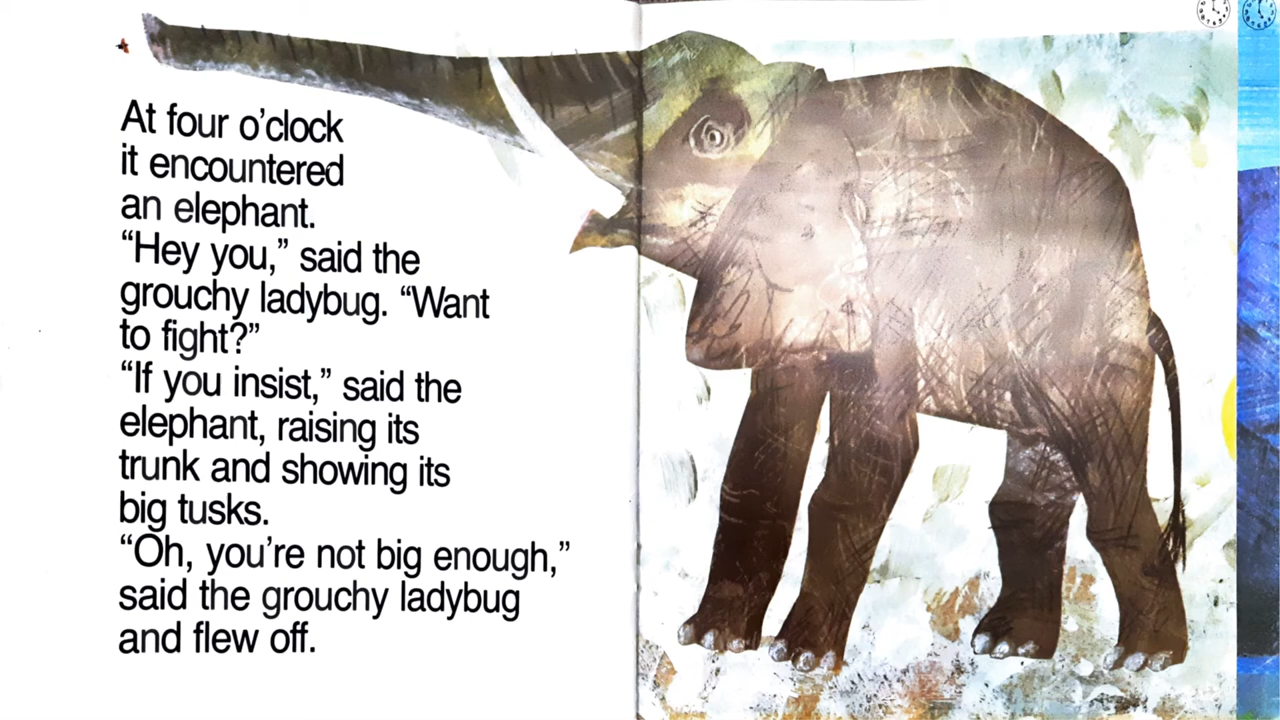 At four o’clock
it encountered
an elephant.
“Hey you,” said the
grouchy ladybug. “Want
to fight?”
“If you insist,” said the
elephant, raising its
trunk and showing its
big tusks.
“Oh, you’re not big enough,”
said the grouchy ladybug
and flew off.